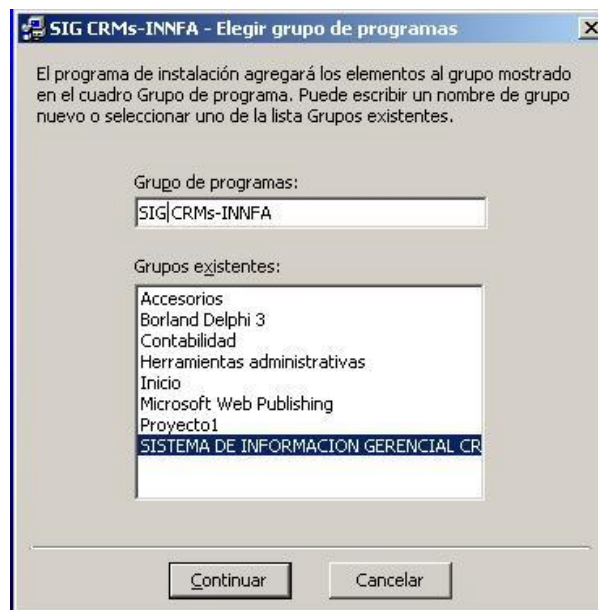 SIG CRMs-INNFA - Elegir grupo de programas
El programa de instalación agregará los elementos al grupo mostrado
en el cuadro Grupo de programa. Puede escribir un nombre de grupo
nuevo o seleccionar uno de la lista Grupos existentes.
Grupo de programas:
SIG CRMs-INNFA
Grupos existentes:
Accesorios
Borland Delphi 3
Contabilidad
Herramientas administrativas
Inicio
Microsoft Web Publishing
Proyecto1
SISTEMA DE INFORMACION GERENCIAL CR
Continuar
Cancelar